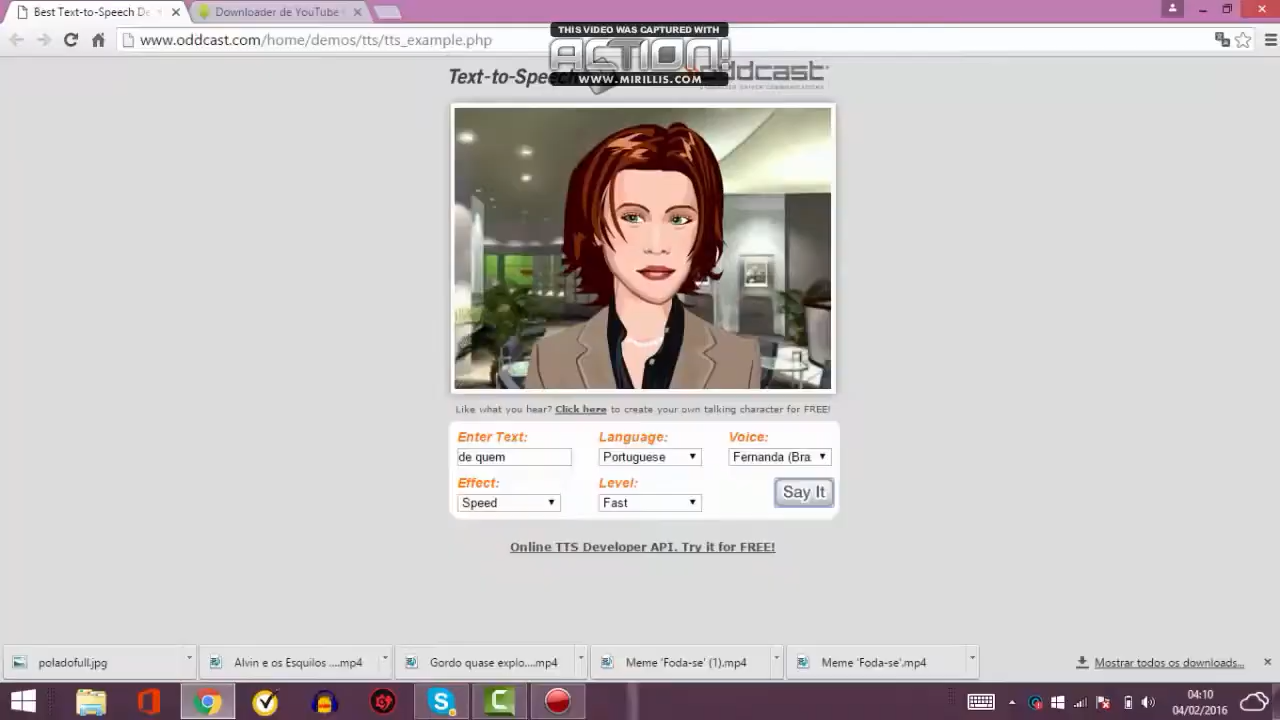 Best Text-to-Speech De
Downloader de YouTube
www.oddcast.com/home/demos/tts/tts_example.php
THIS VIDEO WAS CAPTURED WITH
ACTION!
WWW.MIRILLIS.COM
Text-to-Speech
oddcast
Like what you hear? Click here to create your own talking character for FREE!
Enter Text: Language: Voice:
de quem Portuguese Fernanda (Bra
Effect: Level:
Speed Fast Say It
Online TTS Developer API. Try it for FREE!
poladofull.jpg Alvin e os Esquilos ....mp4 Gordo quase explo....mp4 Meme 'Foda-se' (1).mp4 Meme 'Foda-se'.mp4 Mostrar todos os downloads...
04:10
04/02/2016